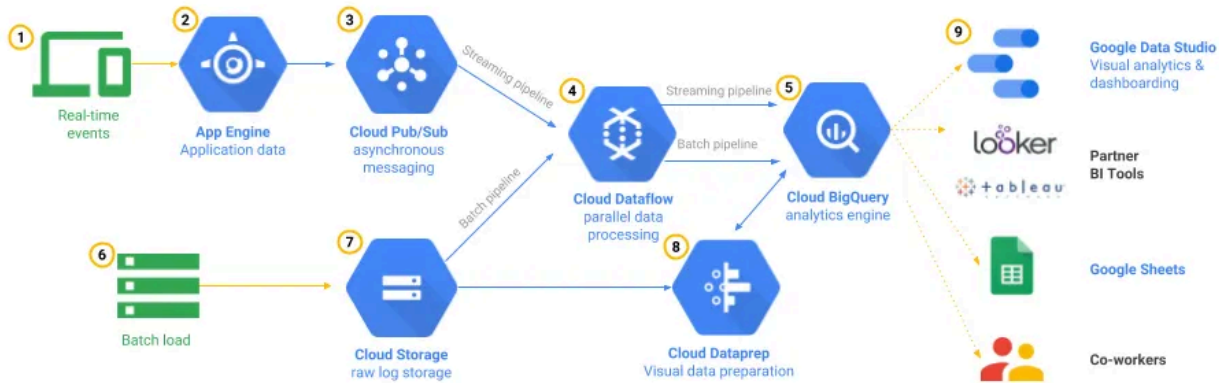 1
Real-time
events
2
App Engine
Application data
3
Cloud Pub/Sub
asynchronous
messaging
Streaming pipeline
Batch pipeline
4
Cloud Dataflow
parallel data
processing
Streaming pipeline
Batch pipeline
5
Cloud BigQuery
analytics engine
6
Batch load
7
Cloud Storage
raw log storage
8
Cloud Dataprep
Visual data preparation
9
Google Data Studio
Visual analytics &
dashboarding
looker
tableau
Partner
BI Tools
Google Sheets
Co-workers